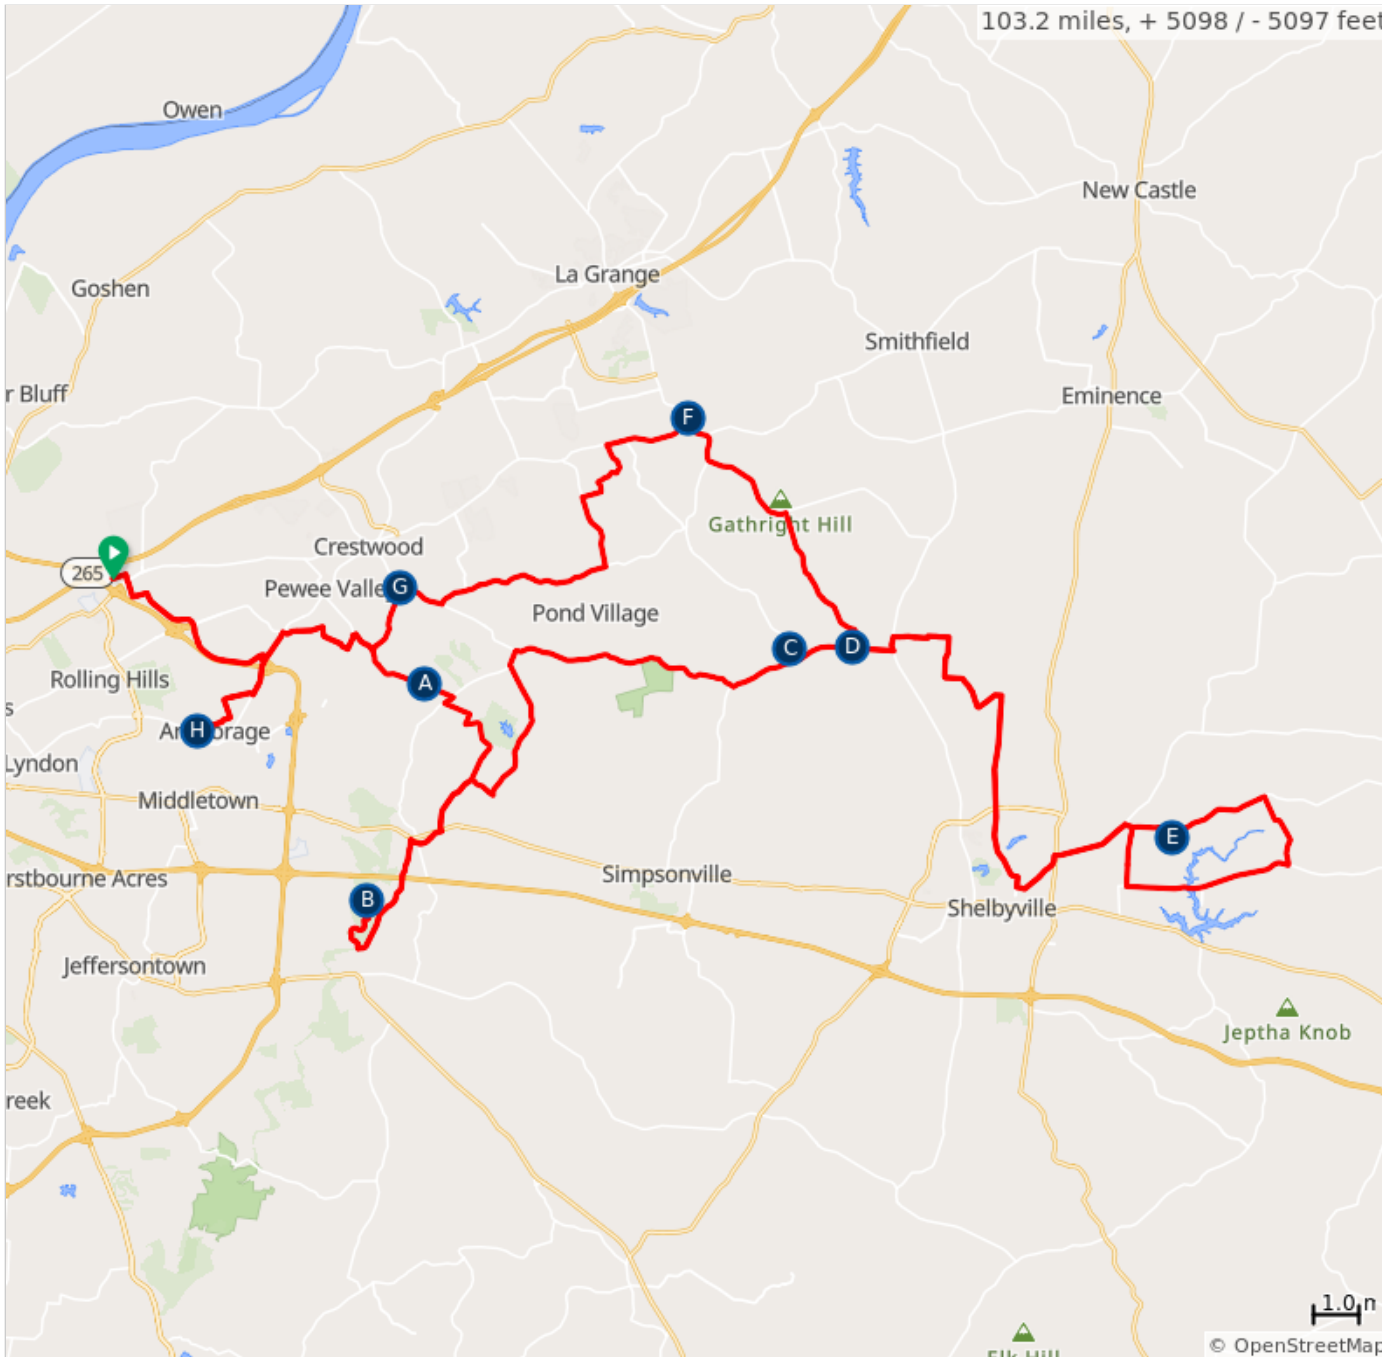 103.2 miles, + 5098 / - 5097 feet
Owen
New Castle
La Grange
Goshen
Smithfield
r Bluff
Eminence
F
Gathright Hill
Crestwood
265
Pewee Valle
G
Pond Village
C
D
Rolling Hills
A
s
H
Lyndon
Middletown
E
Simpsonville
rstbourne Acres
B
Shelbyville
Jeffersontown
Jeptha Knob
reek
1.0 m
Elk Hill
© OpenStreetMap